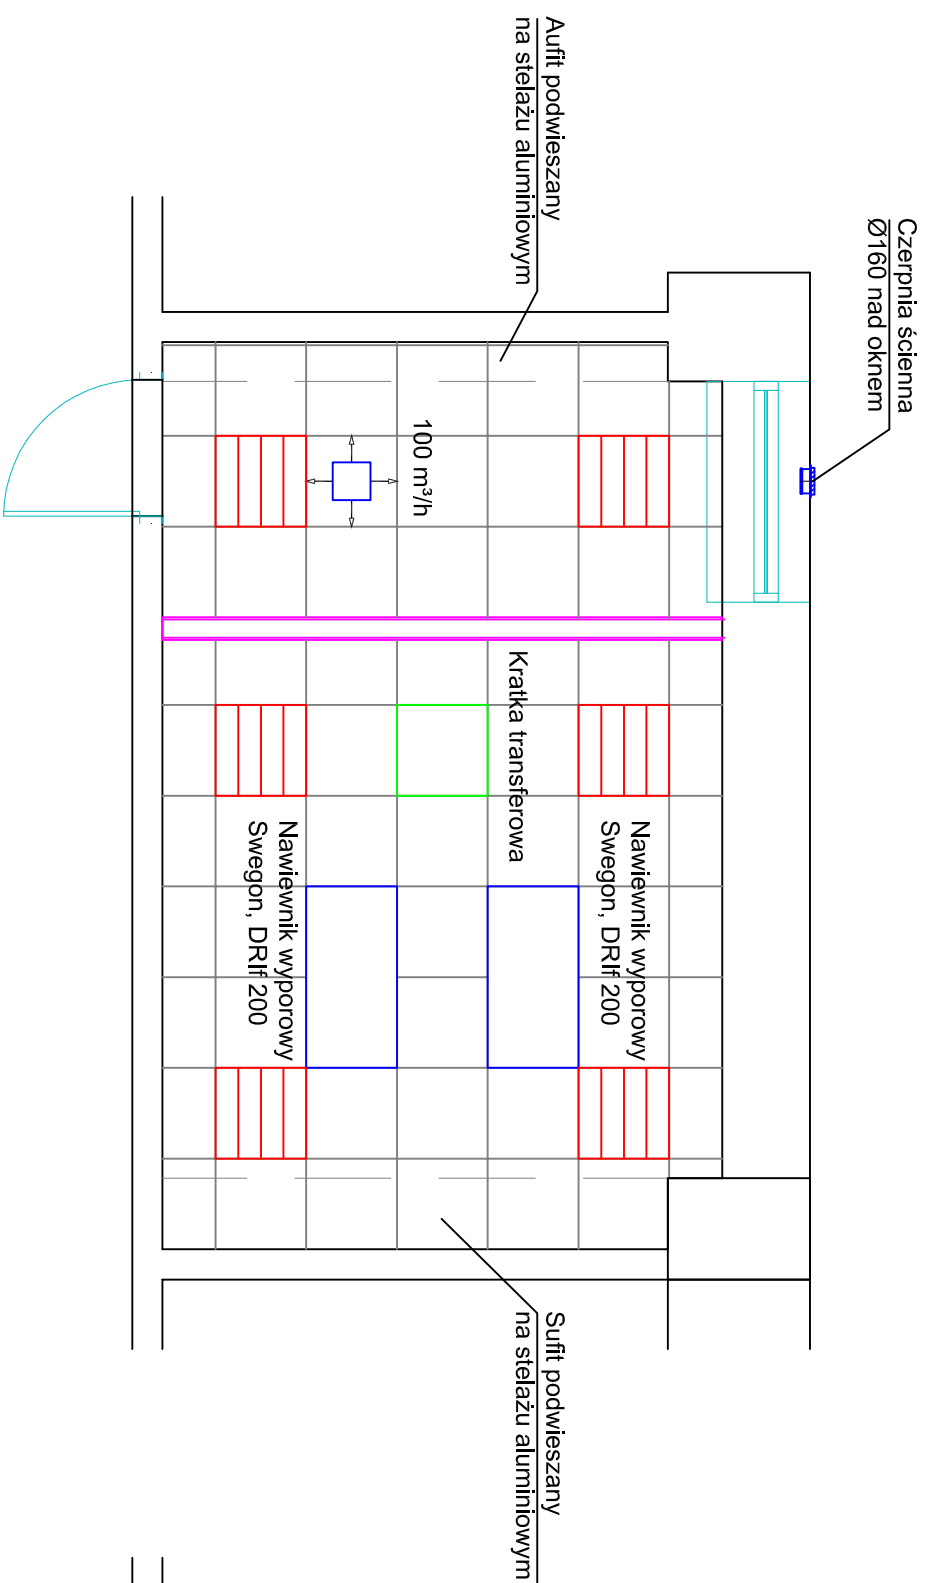 Czerpnia ścienna
Ø160 nad oknem
Aufit podwieszany
na stelażu aluminiowym
100 m³/h
Kratka transferowa
Nawiewnik wyporowy
Swegon, DRIf 200
Nawiewnik wyporowy
Swegon, DRIf 200
Sufit podwieszany
na stelażu aluminiowym